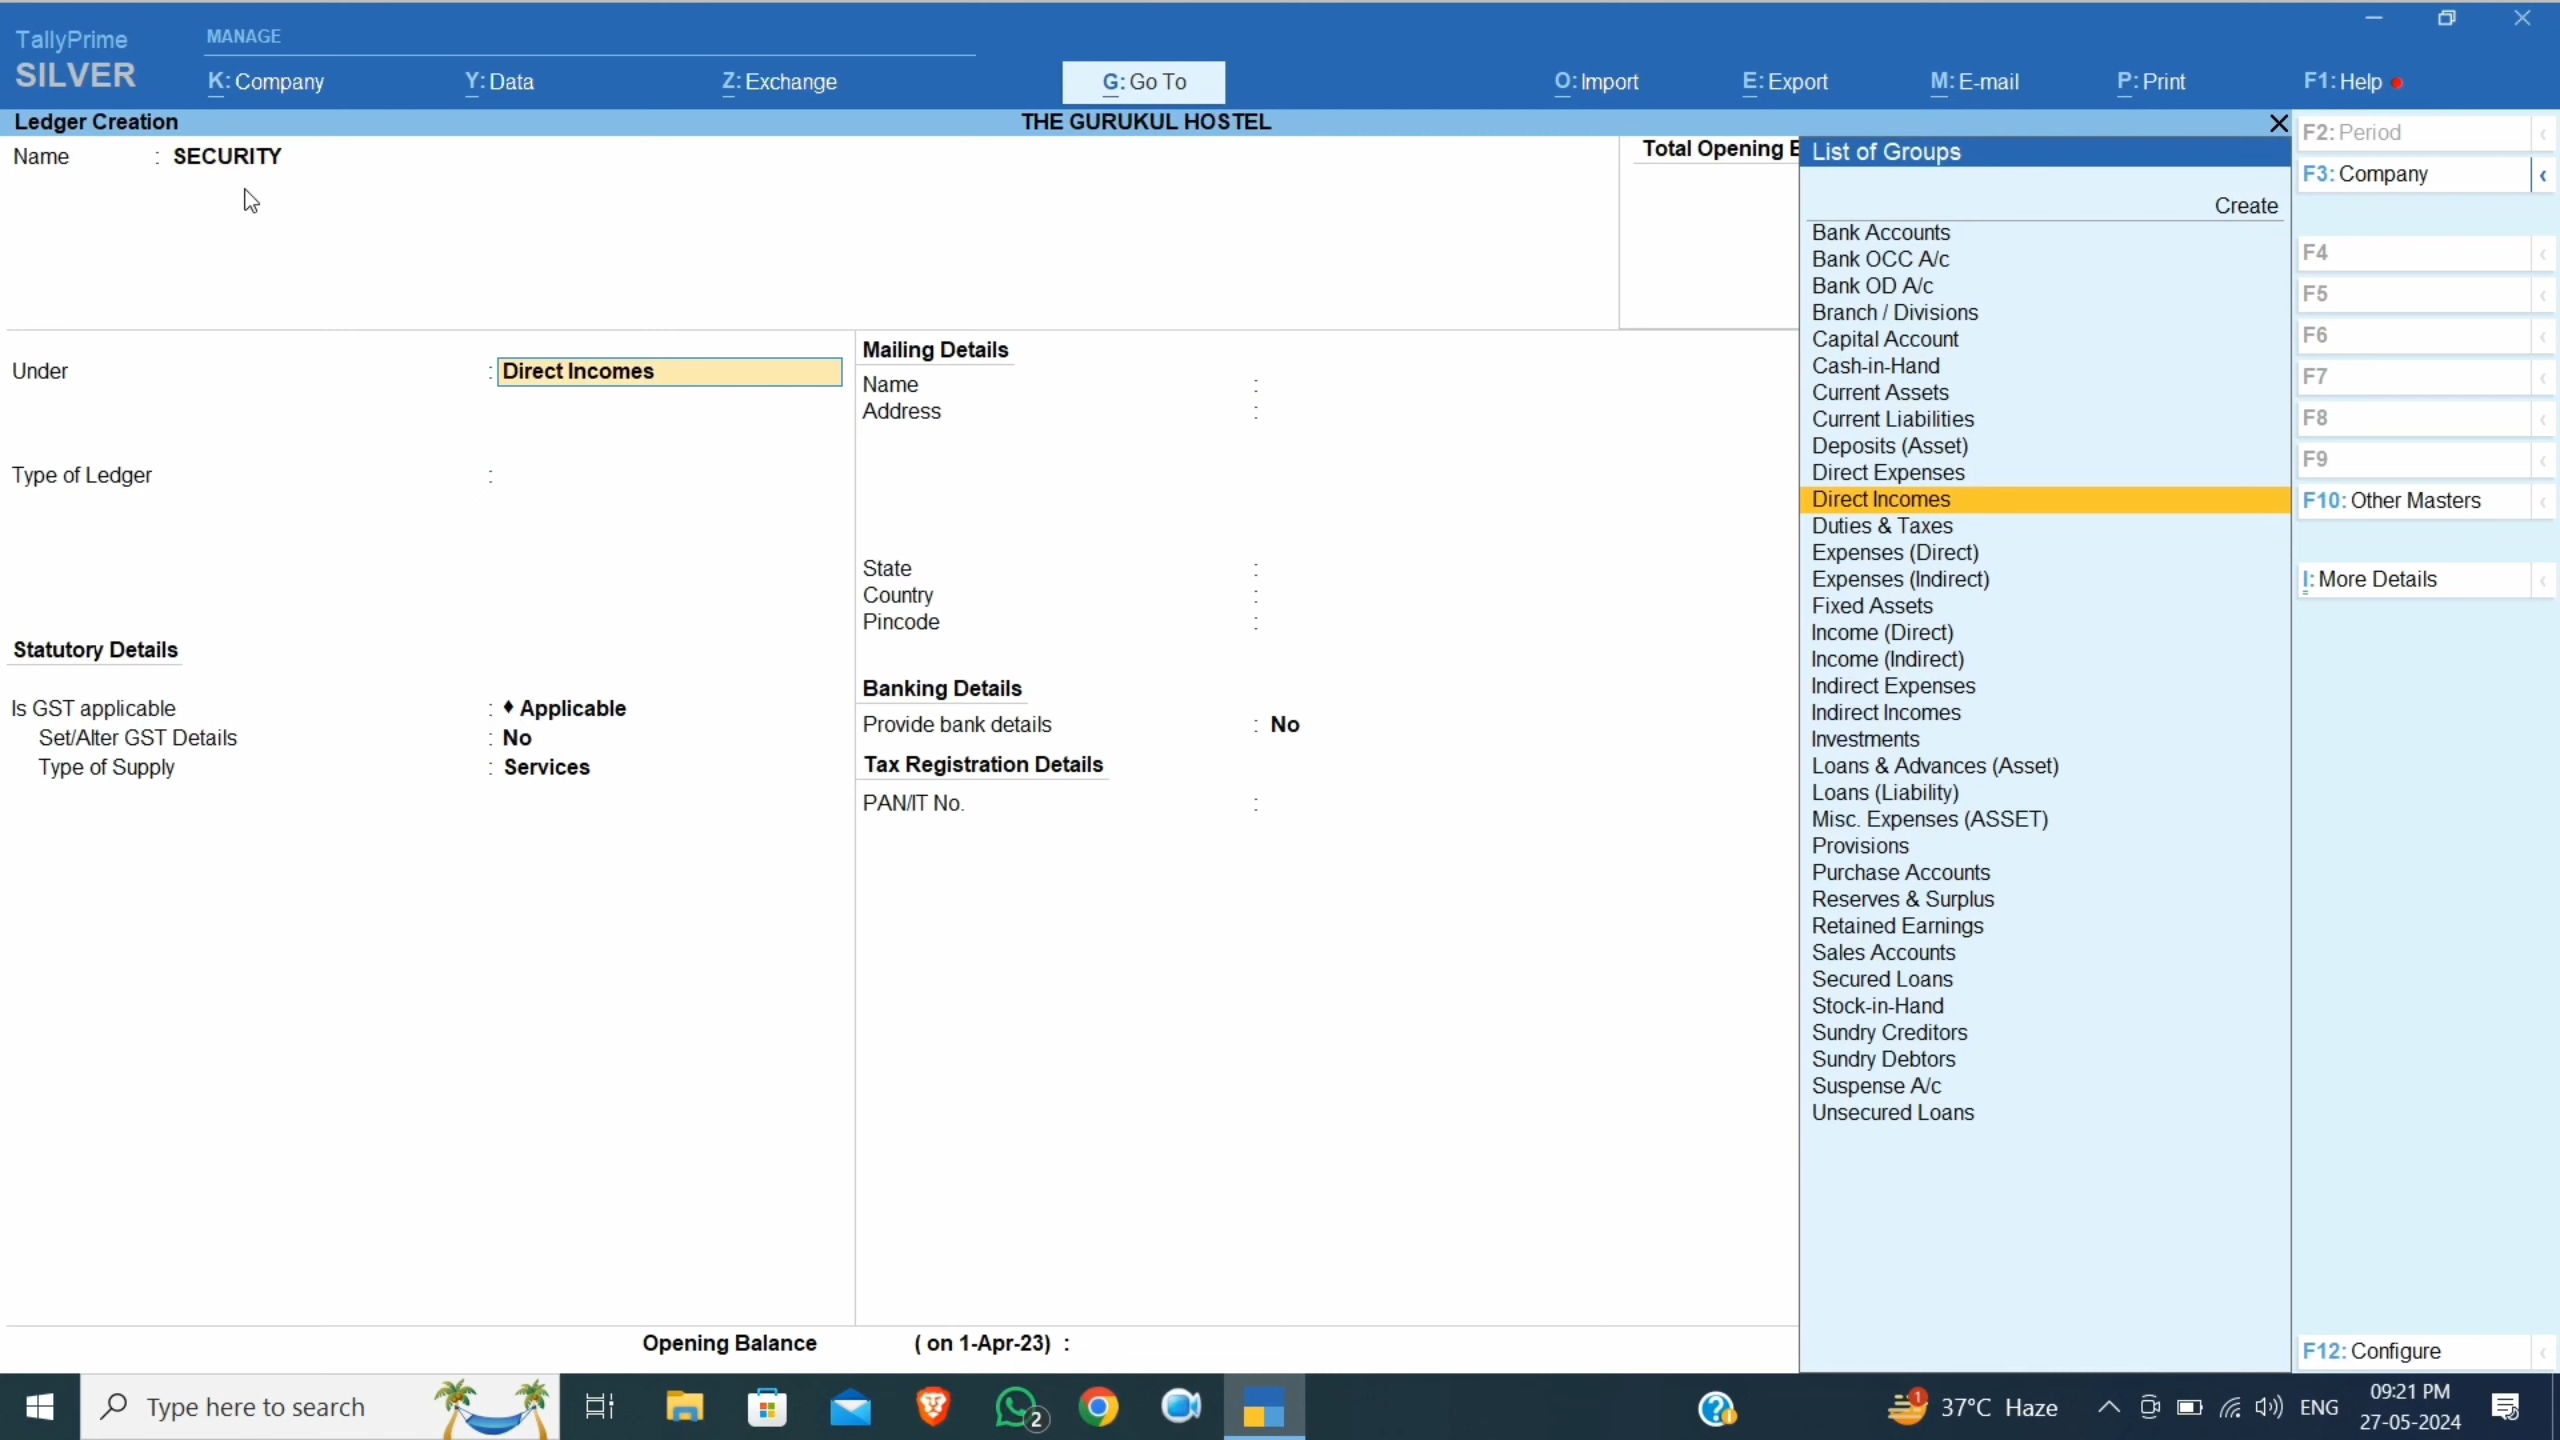 TallyPrime
SILVER
MANAGE
K: Company
Y: Data
Z: Exchange
G: Go To
O: Import
E: Export
M: E-mail
P: Print
F1: Help
Ledger Creation
THE GURUKUL HOSTEL
Name : SECURITY
Total Opening B
Under : Direct Incomes
Type of Ledger :
Statutory Details
Is GST applicable : ♦ Applicable
Set/Alter GST Details : No
Type of Supply : Services
Mailing Details
Name :
Address :
State :
Country :
Pincode :
Banking Details
Provide bank details : No
Tax Registration Details
PAN/IT No. :
Opening Balance ( on 1-Apr-23) :
List of Groups
Create
Bank Accounts
Bank OCC A/c
Bank OD A/c
Branch / Divisions
Capital Account
Cash-in-Hand
Current Assets
Current Liabilities
Deposits (Asset)
Direct Expenses
Direct Incomes
Duties & Taxes
Expenses (Direct)
Expenses (Indirect)
Fixed Assets
Income (Direct)
Income (Indirect)
Indirect Expenses
Indirect Incomes
Investments
Loans & Advances (Asset)
Loans (Liability)
Misc. Expenses (ASSET)
Provisions
Purchase Accounts
Reserves & Surplus
Retained Earnings
Sales Accounts
Secured Loans
Stock-in-Hand
Sundry Creditors
Sundry Debtors
Suspense A/c
Unsecured Loans
F2: Period
F3: Company
F4
F5
F6
F7
F8
F9
F10: Other Masters
I: More Details
F12: Configure
Type here to search
2
1
37°C Haze
ENG
09:21 PM
27-05-2024